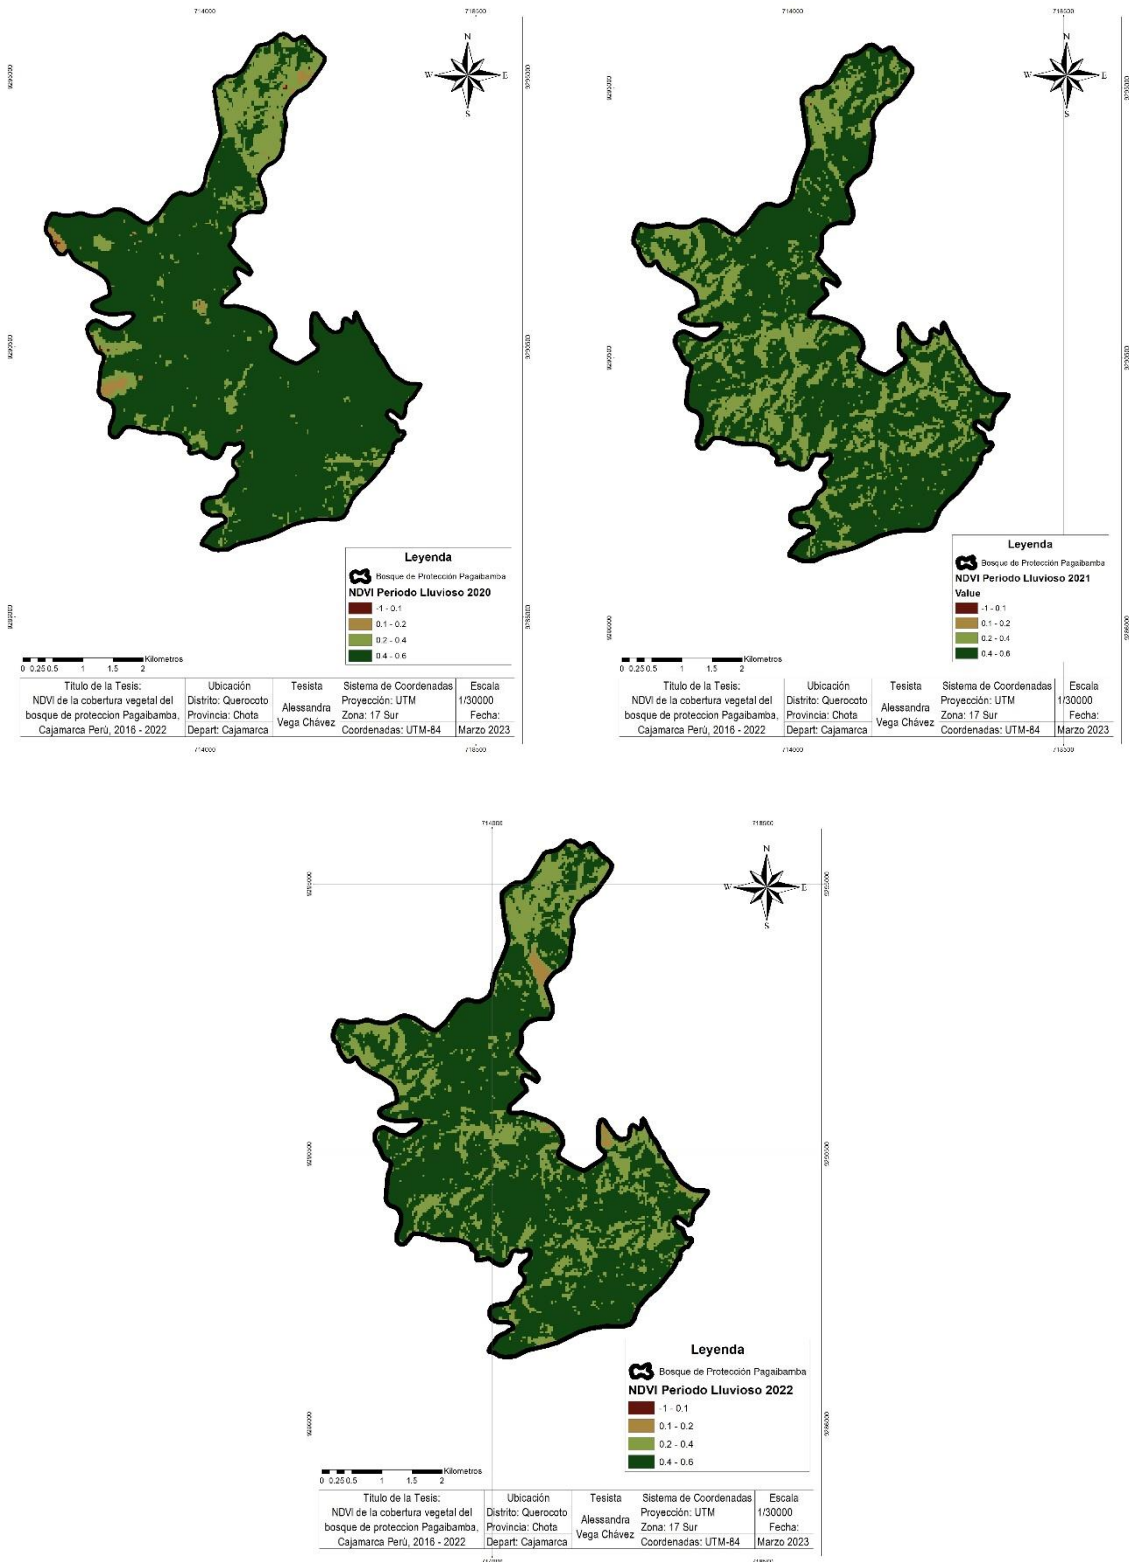 714000
718500
N
W
E
S
9295000
9290500
Leyenda
Bosque de Protección Pagaibamba
NDVI Periodo Lluvioso 2020
-1 - 0.1
0.1 - 0.2
0.2 - 0.4
0.4 - 0.6
0 0.25 0.5 1 1.5 2 Kilometros
Título de la Tesis:
NDVI de la cobertura vegetal del
bosque de proteccion Pagaibamba,
Cajamarca Perú, 2016 - 2022
Ubicación
Distrito: Querocoto
Provincia: Chota
Depart: Cajamarca
Tesista
Alessandra
Vega Chávez
Sistema de Coordenadas
Proyección: UTM
Zona: 17 Sur
Coordenadas: UTM-84
Escala
1/30000
Fecha:
Marzo 2023
714000
718500
714000
718500
N
W
E
S
Leyenda
Bosque de Protección Pagaibamba
NDVI Periodo Lluvioso 2021
Value
-1 - 0.1
0.1 - 0.2
0.2 - 0.4
0.4 - 0.6
0 0.25 0.5 1 1.5 2 Kilometros
Título de la Tesis:
NDVI de la cobertura vegetal del
bosque de proteccion Pagaibamba,
Cajamarca Perú, 2016 - 2022
Ubicación
Distrito: Querocoto
Provincia: Chota
Depart: Cajamarca
Tesista
Alessandra
Vega Chávez
Sistema de Coordenadas
Proyección: UTM
Zona: 17 Sur
Coordenadas: UTM-84
Escala
1/30000
Fecha:
Marzo 2023
714000
718500
N
W
E
S
Leyenda
Bosque de Protección Pagaibamba
NDVI Periodo Lluvioso 2022
-1 - 0.1
0.1 - 0.2
0.2 - 0.4
0.4 - 0.6
0 0.25 0.5 1 1.5 2 Kilometros
Título de la Tesis:
NDVI de la cobertura vegetal del
bosque de proteccion Pagaibamba,
Cajamarca Perú, 2016 - 2022
Ubicación
Distrito: Querocoto
Provincia: Chota
Depart: Cajamarca
Tesista
Alessandra
Vega Chávez
Sistema de Coordenadas
Proyección: UTM
Zona: 17 Sur
Coordenadas: UTM-84
Escala
1/30000
Fecha:
Marzo 2023